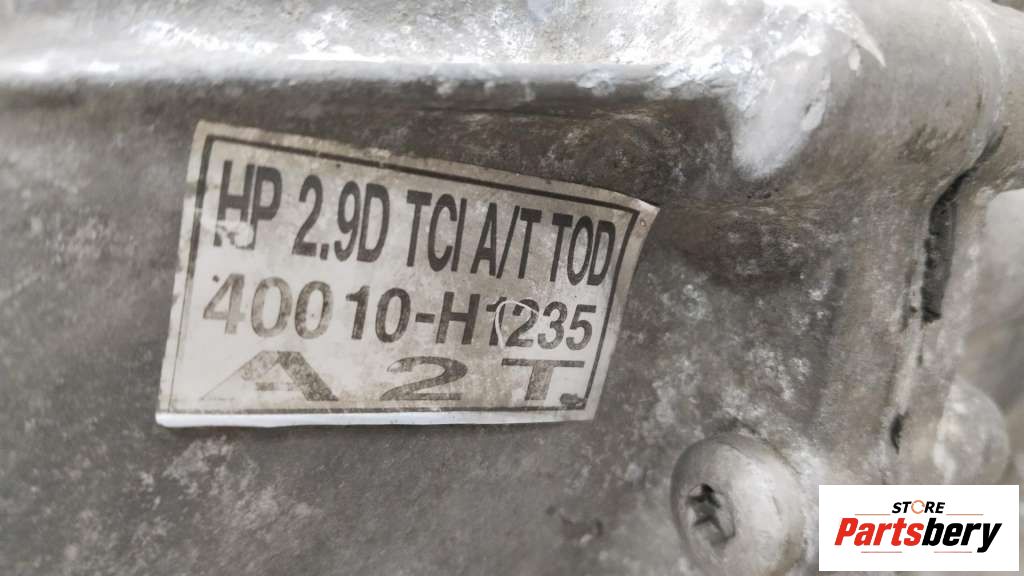 HP 2.9D TCI A/T TOD
40010-H1235
A2T
STORE
Partsbery